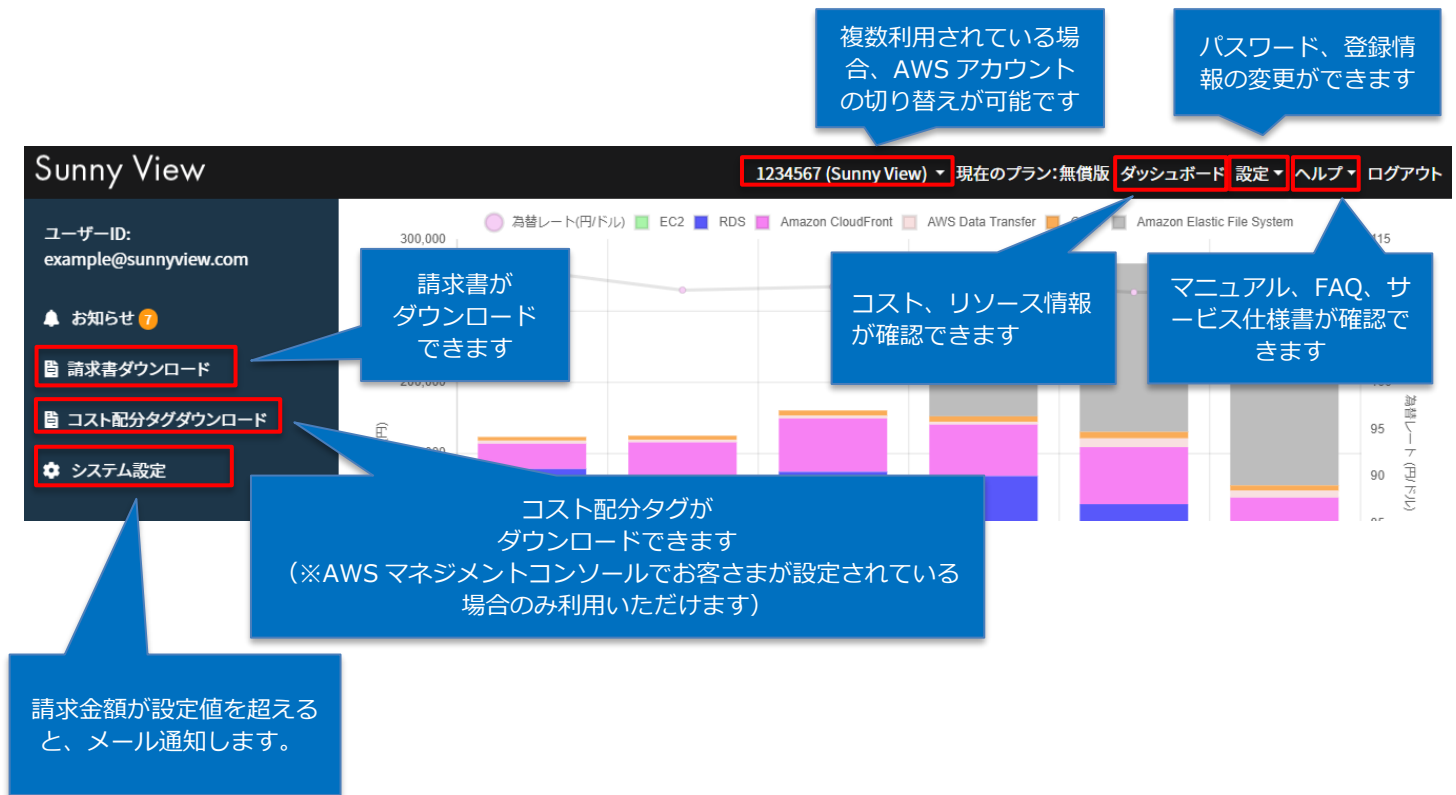 複数利用されている場
合、AWS アカウント
の切り替えが可能です
パスワード、登録情
報の変更ができます
Sunny View
1234567 (Sunny View)
現在のプラン:無償版
ダッシュボード
設定
ヘルプ
ログアウト
ユーザーID:
example@sunnyview.com
お知らせ 7
請求書ダウンロード
コスト配分タグダウンロード
システム設定
為替レート(円/ドル)
EC2
RDS
Amazon CloudFront
AWS Data Transfer
Amazon Elastic File System
300,000
115
請求書が
ダウンロード
できます
コスト、リソース情報
が確認できます
マニュアル、FAQ、サ
ービス仕様書が確認で
きます
95
90
為替レート (円/ドル)
コスト配分タグが
ダウンロードできます
（※AWS マネジメントコンソールでお客さまが設定されている
場合のみ利用いただけます）
請求金額が設定値を超える
と、メール通知します。